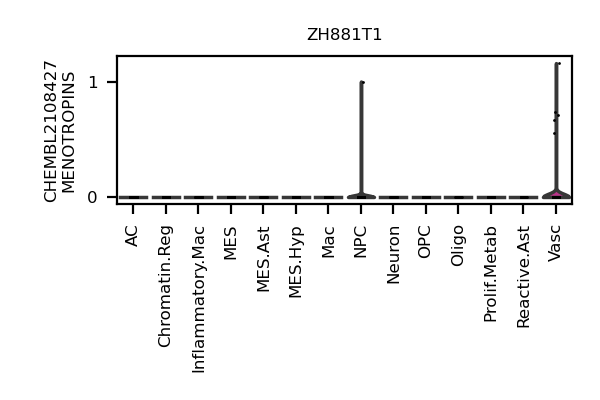 ZH881T1
CHEMBL2108427
MENOTROPINS
1
0
AC
Chromatin.Reg
Inflammatory.Mac
MES
MES.Ast
MES.Hyp
Mac
NPC
Neuron
OPC
Oligo
Prolif.Metab
Reactive.Ast
Vasc